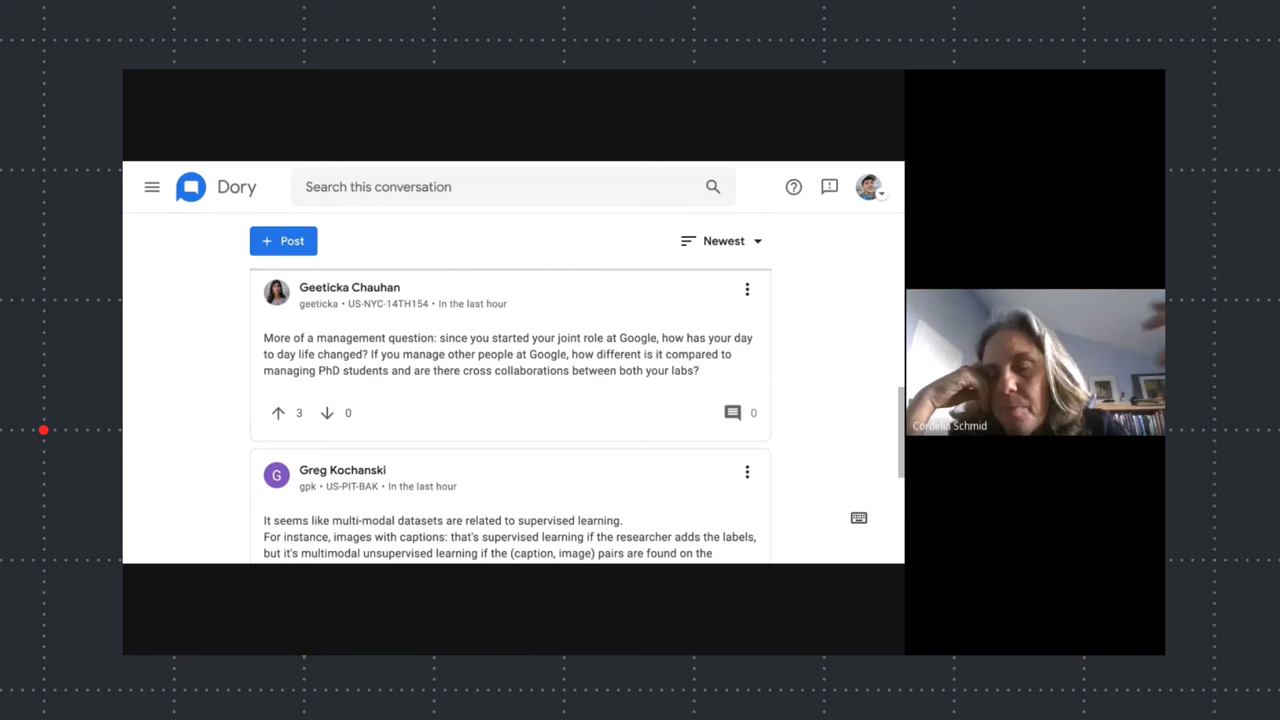 Dory
Search this conversation
+ Post
Newest
Geeticka Chauhan
geeticka • US-NYC-14TH154 • In the last hour
More of a management question: since you started your joint role at Google, how has your day
to day life changed? If you manage other people at Google, how different is it compared to
managing PhD students and are there cross collaborations between both your labs?
3
0
0
G
Greg Kochanski
gpk • US-PIT-BAK • In the last hour
It seems like multi-modal datasets are related to supervised learning.
For instance, images with captions: that's supervised learning if the researcher adds the labels,
but it's multimodal unsupervised learning if the (caption, image) pairs are found on the
Cordelia Schmid